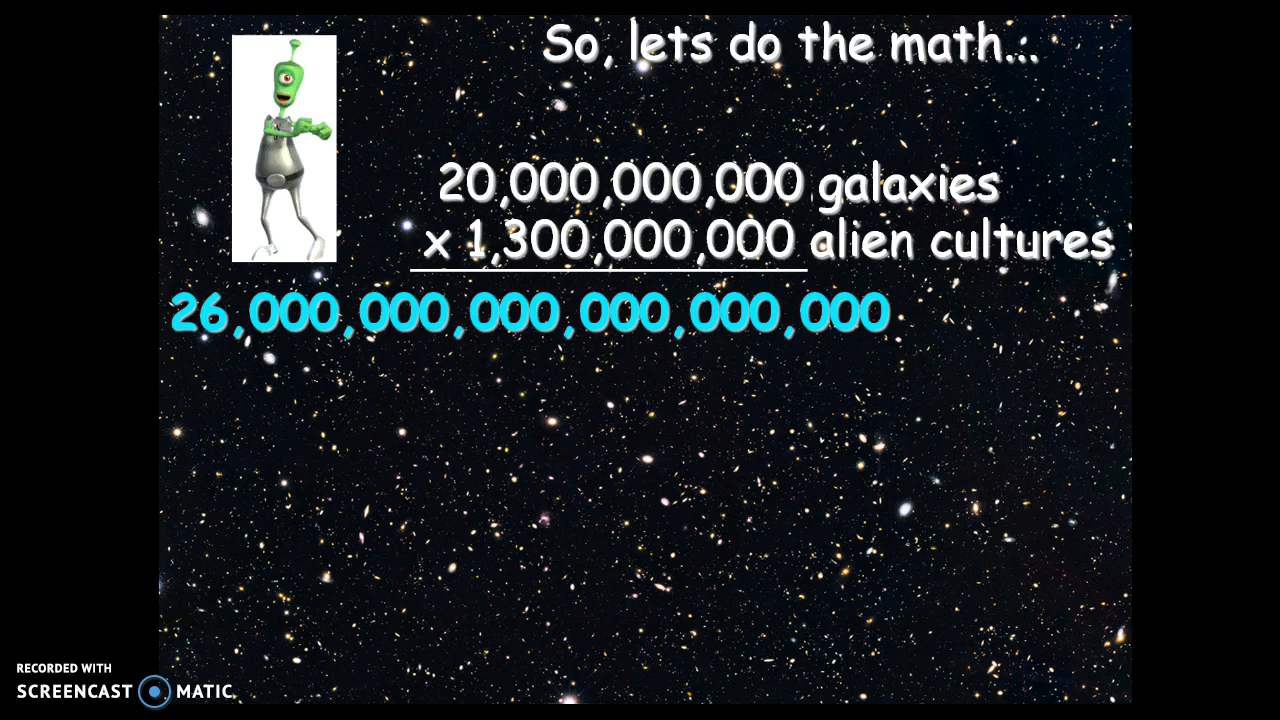 So, lets do the math...
20,000,000,000 galaxies
x 1,300,000,000 alien cultures
26,000,000,000,000,000,000
RECORDED WITH
SCREENCAST MATIC